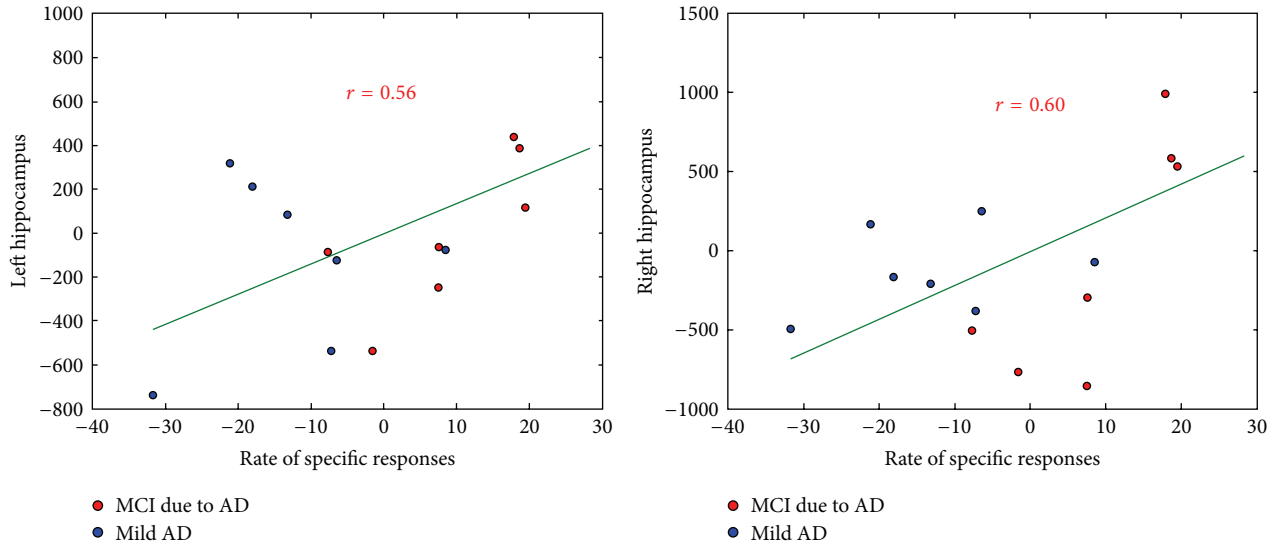 1000
800
600
400
200
0
−200
−400
−600
−800
Left hippocampus
r = 0.56
−40 −30 −20 −10 0 10 20 30
Rate of specific responses
MCI due to AD
Mild AD
1500
1000
500
0
−500
−1000
Right hippocampus
r = 0.60
−40 −30 −20 −10 0 10 20 30
Rate of specific responses
MCI due to AD
Mild AD